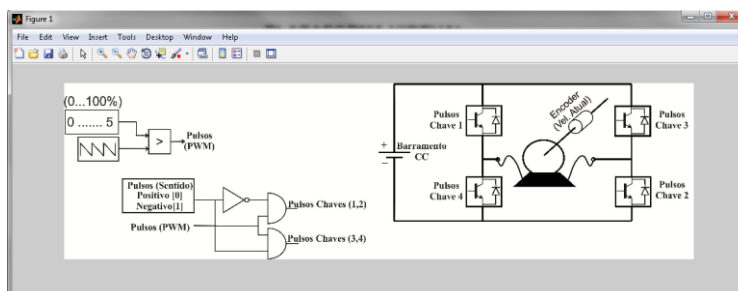 Figure 1
File Edit View Insert Tools Desktop Window Help
(0...100%)
0 ....... 5
>
Pulsos
(PWM)
Pulsos (Sentido)
Positivo |0|
Negativo|1|
Pulsos (PWM)
Pulsos Chaves (1,2)
Pulsos Chaves (3,4)
+
Barramento
CC
−
Pulsos
Chave 1
Pulsos
Chave 4
Encoder
(Vel. Atual)
Pulsos
Chave 3
Pulsos
Chave 2